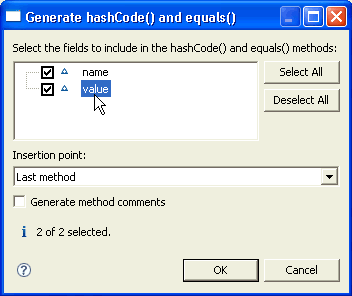 Generate hashCode() and equals()
Select the fields to include in the hashCode() and equals() methods:
name
value
Select All
Deselect All
Insertion point:
Last method
Generate method comments
2 of 2 selected.
OK
Cancel